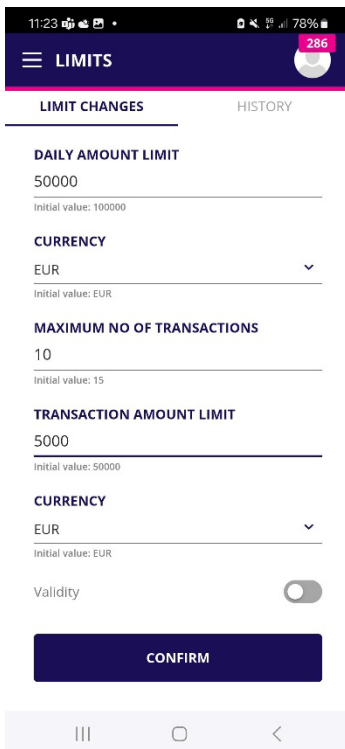 11:23
78%
286
LIMITS
LIMIT CHANGES
HISTORY
DAILY AMOUNT LIMIT
50000
Initial value: 100000
CURRENCY
EUR
Initial value: EUR
MAXIMUM NO OF TRANSACTIONS
10
Initial value: 15
TRANSACTION AMOUNT LIMIT
5000
Initial value: 50000
CURRENCY
EUR
Initial value: EUR
Validity
CONFIRM